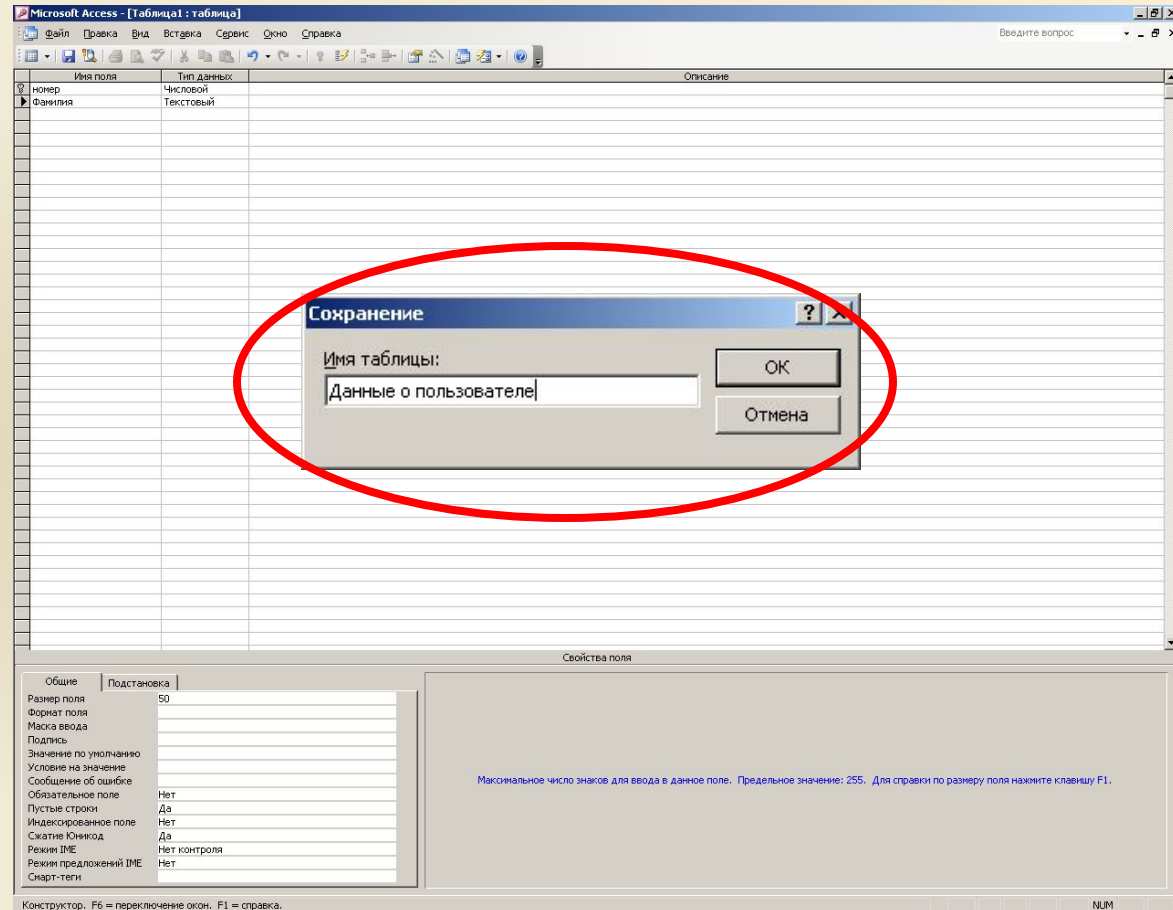 Microsoft Access - [Таблица1 : таблица]
Файл Правка Вид Вставка Сервис Окно Справка Введите вопрос
Имя поля Тип данных Описание
номер Числовой
Фамилия Текстовый
Сохранение
Имя таблицы:
Данные о пользователе
ОК
Отмена
Свойства поля
Общие Подстановка
Размер поля 50
Формат поля
Маска ввода
Подпись
Значение по умолчанию
Условие на значение
Сообщение об ошибке
Обязательное поле Нет
Пустые строки Да
Индексированное поле Нет
Сжатие Юникод Да
Режим IME Нет контроля
Режим предложений IME Нет
Смарт-теги
Максимальное число знаков для ввода в данное поле. Предельное значение: 255. Для справки по размеру поля нажмите клавишу F1.
Конструктор. F6 = переключение окон. F1 = справка. NUM